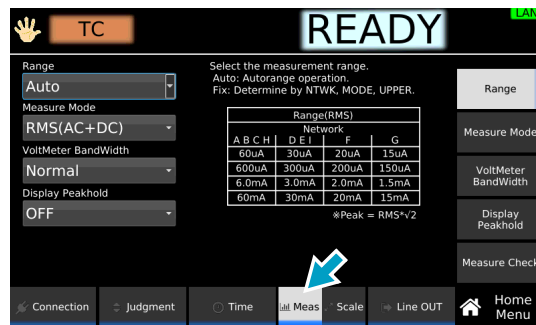 LAN
TC
READY
Range
Auto
Measure Mode
RMS(AC+DC)
VoltMeter BandWidth
Normal
Display Peakhold
OFF
Select the measurement range.
Auto: Autorange operation.
Fix: Determine by NTWK, MODE, UPPER.
Range(RMS)
Network
A B C H D E I F G
60uA 30uA 20uA 15uA
600uA 300uA 200uA 150uA
6.0mA 3.0mA 2.0mA 1.5mA
60mA 30mA 20mA 15mA
※Peak = RMS*√2
Range
Measure Mode
VoltMeter
BandWidth
Display
Peakhold
Measure Check
Connection
Judgment
Time
Meas
Scale
Line OUT
Home
Menu